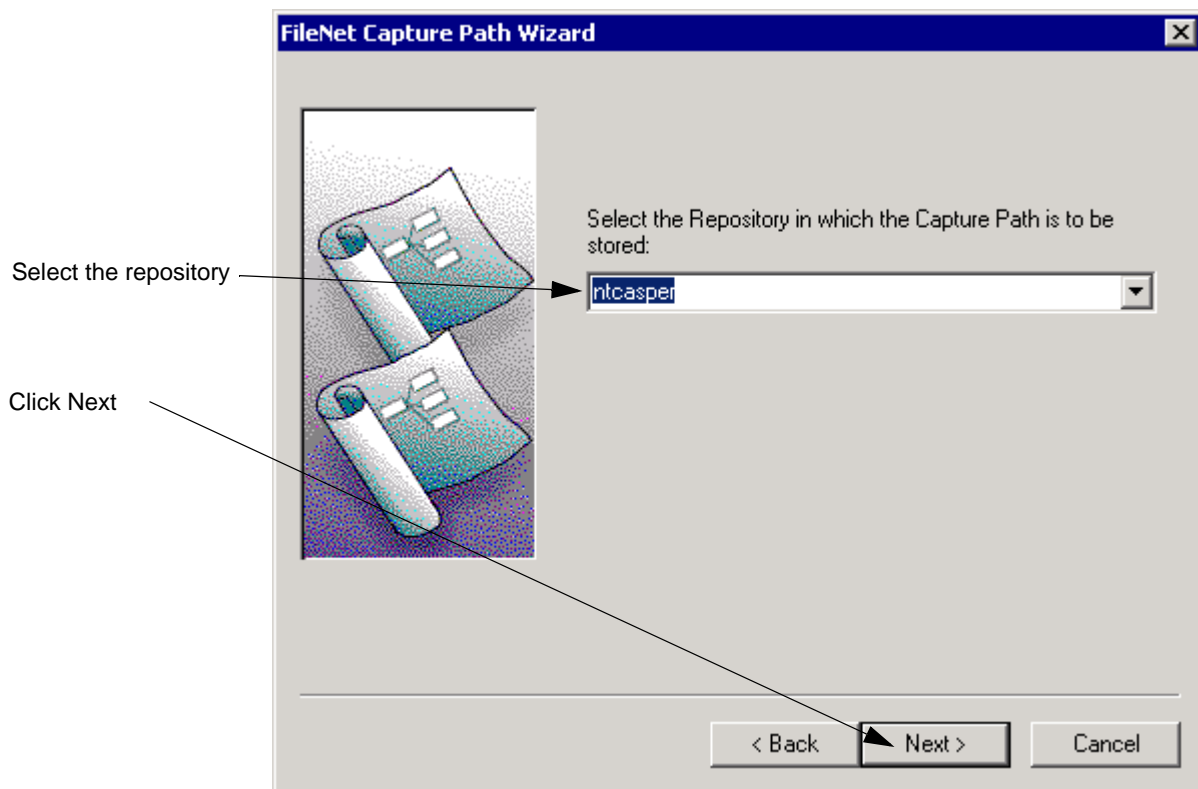 FileNet Capture Path Wizard
Select the Repository in which the Capture Path is to be
stored:
Select the repository
ntcasper
Click Next
< Back
Next >
Cancel